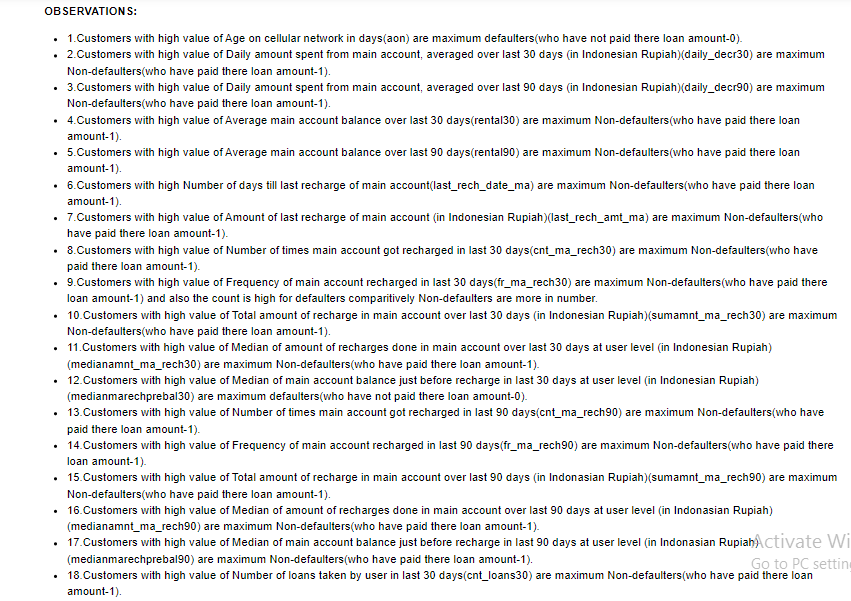 OBSERVATIONS:
• 1.Customers with high value of Age on cellular network in days(aon) are maximum defaulters(who have not paid there loan amount-0).
• 2.Customers with high value of Daily amount spent from main account, averaged over last 30 days (in Indonesian Rupiah)(daily_decr30) are maximum
Non-defaulters(who have paid there loan amount-1).
• 3.Customers with high value of Daily amount spent from main account, averaged over last 90 days (in Indonesian Rupiah)(daily_decr90) are maximum
Non-defaulters(who have paid there loan amount-1).
• 4.Customers with high value of Average main account balance over last 30 days(rental30) are maximum Non-defaulters(who have paid there loan
amount-1).
• 5.Customers with high value of Average main account balance over last 90 days(rental90) are maximum Non-defaulters(who have paid there loan
amount-1).
• 6.Customers with high Number of days till last recharge of main account(last_rech_date_ma) are maximum Non-defaulters(who have paid there loan
amount-1).
• 7.Customers with high value of Amount of last recharge of main account (in Indonesian Rupiah)(last_rech_amt_ma) are maximum Non-defaulters(who
have paid there loan amount-1).
• 8.Customers with high value of Number of times main account got recharged in last 30 days(cnt_ma_rech30) are maximum Non-defaulters(who have
paid there loan amount-1).
• 9.Customers with high value of Frequency of main account recharged in last 30 days(fr_ma_rech30) are maximum Non-defaulters(who have paid there
loan amount-1) and also the count is high for defaulters comparitively Non-defaulters are more in number.
• 10.Customers with high value of Total amount of recharge in main account over last 30 days (in Indonesian Rupiah)(sumamnt_ma_rech30) are maximum
Non-defaulters(who have paid there loan amount-1).
• 11.Customers with high value of Median of amount of recharges done in main account over last 30 days at user level (in Indonesian Rupiah)
(medianamnt_ma_rech30) are maximum Non-defaulters(who have paid there loan amount-1).
• 12.Customers with high value of Median of main account balance just before recharge in last 30 days at user level (in Indonesian Rupiah)
(medianmarechprebal30) are maximum defaulters(who have not paid there loan amount-0).
• 13.Customers with high value of Number of times main account got recharged in last 90 days(cnt_ma_rech90) are maximum Non-defaulters(who have
paid there loan amount-1).
• 14.Customers with high value of Frequency of main account recharged in last 90 days(fr_ma_rech90) are maximum Non-defaulters(who have paid there
loan amount-1).
• 15.Customers with high value of Total amount of recharge in main account over last 90 days (in Indonasian Rupiah)(sumamnt_ma_rech90) are maximum
Non-defaulters(who have paid there loan amount-1).
• 16.Customers with high value of Median of amount of recharges done in main account over last 90 days at user level (in Indonasian Rupiah)
(medianamnt_ma_rech90) are maximum Non-defaulters(who have paid there loan amount-1).
• 17.Customers with high value of Median of main account balance just before recharge in last 90 days at user level (in Indonasian Rupiah)
(medianmarechprebal90) are maximum Non-defaulters(who have paid there loan amount-1).
• 18.Customers with high value of Number of loans taken by user in last 30 days(cnt_loans30) are maximum Non-defaulters(who have paid there loan
amount-1).
Activate Wi
Go to PC settin